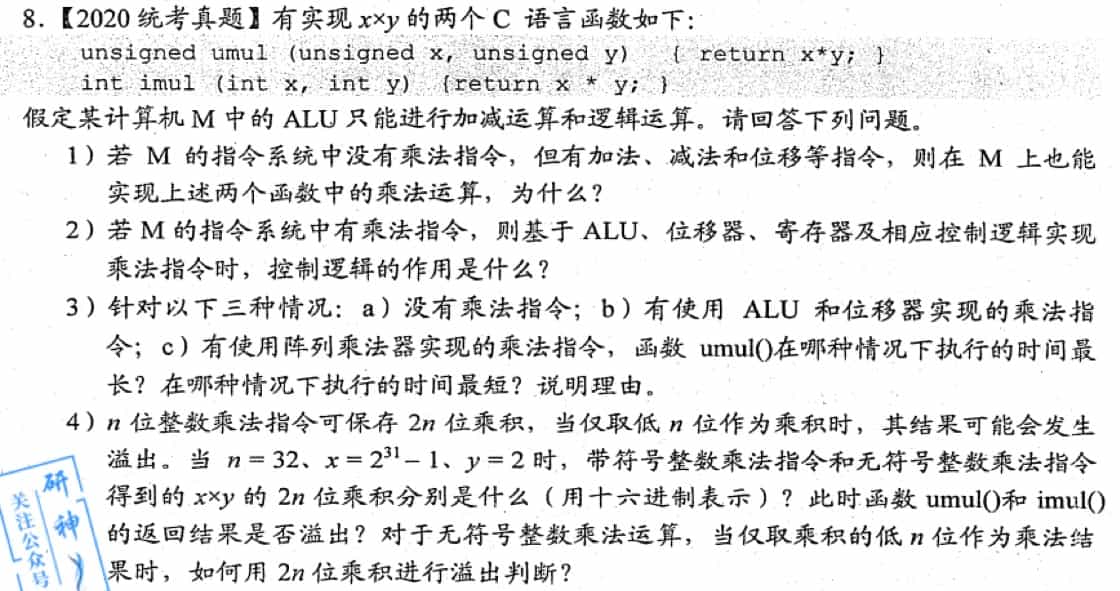 8.【2020 统考真题】有实现 x×y 的两个 C 语言函数如下:
unsigned umul (unsigned x, unsigned y) { return x*y; }
int imul (int x, int y) {return x * y; }
假定某计算机 M 中的 ALU 只能进行加减运算和逻辑运算。请回答下列问题。
1)若 M 的指令系统中没有乘法指令,但有加法、减法和位移等指令,则在 M 上也能
实现上述两个函数中的乘法运算,为什么?
2)若 M 的指令系统中有乘法指令,则基于 ALU、位移器、寄存器及相应控制逻辑实现
乘法指令时,控制逻辑的作用是什么?
3)针对以下三种情况:a)没有乘法指令;b)有使用 ALU 和位移器实现的乘法指
令;c)有使用阵列乘法器实现的乘法指令,函数 umul()在哪种情况下执行的时间最
长?在哪种情况下执行的时间最短?说明理由。
4)n 位整数乘法指令可保存 2n 位乘积,当仅取低 n 位作为乘积时,其结果可能会发生
溢出。当 n = 32、x = 2³¹ – 1、y = 2 时,带符号整数乘法指令和无符号整数乘法指令
得到的 x×y 的 2n 位乘积分别是什么(用十六进制表示)?此时函数 umul()和 imul()
的返回结果是否溢出?对于无符号整数乘法运算,当仅取乘积的低 n 位作为乘法结
果时,如何用 2n 位乘积进行溢出判断?
研神
关注公众号